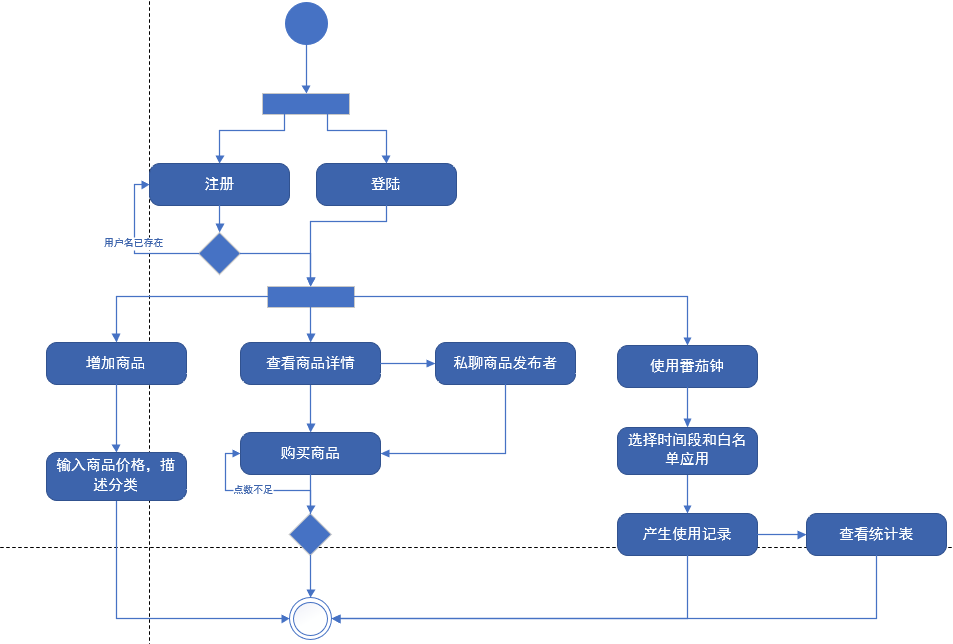 注册
登陆
用户名已存在
增加商品
查看商品详情
私聊商品发布者
使用番茄钟
购买商品
选择时间段和白名
单应用
输入商品价格，描
述分类
点数不足
产生使用记录
查看统计表